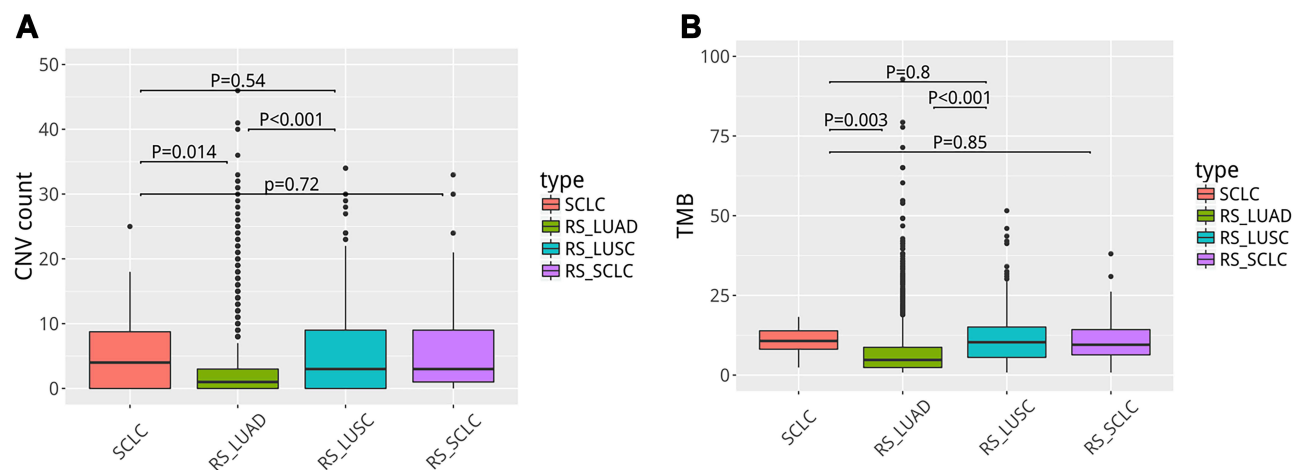 A
CNV count
50
40
30
20
10
0
P=0.54
P<0.001
P=0.014
p=0.72
SCLC
RS_LUAD
RS_LUSC
RS_SCLC
type
SCLC
RS_LUAD
RS_LUSC
RS_SCLC
B
TMB
100
75
50
25
0
P=0.8
P<0.001
P=0.003
P=0.85
SCLC
RS_LUAD
RS_LUSC
RS_SCLC
type
SCLC
RS_LUAD
RS_LUSC
RS_SCLC